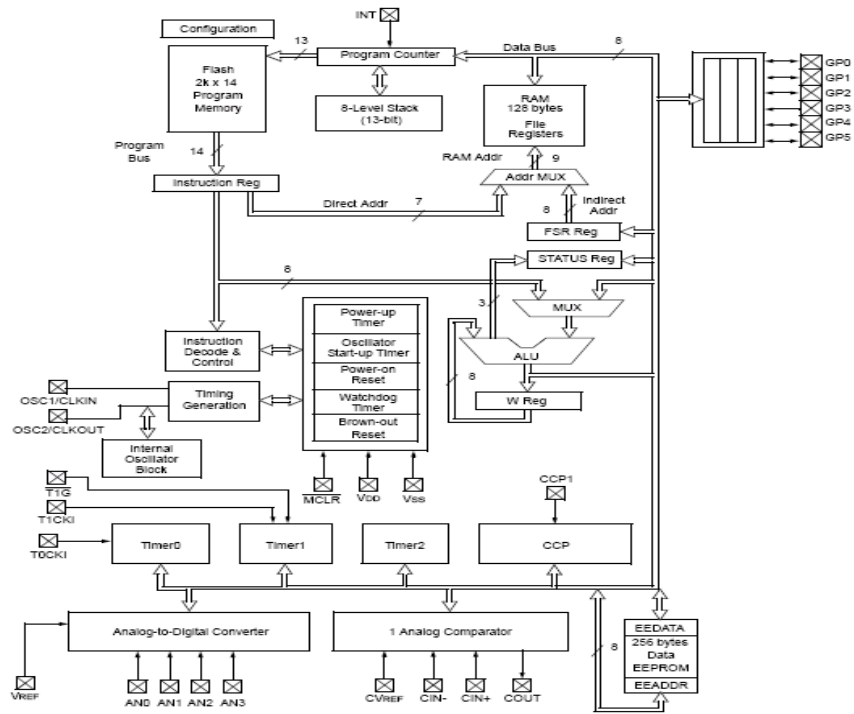 INT
Configuration
13
Program Counter
Data Bus
8
Flash
2k x 14
Program
Memory
8-Level Stack
(13-bit)
RAM
128 bytes
File
Registers
GP0
GP1
GP2
GP3
GP4
GP5
Program
Bus
14
RAM Addr
9
Addr MUX
Instruction Reg
Direct Addr
7
8
Indirect
Addr
FSR Reg
STATUS Reg
8
3
MUX
Power-up
Timer
Instruction
Decode &
Control
Oscillator
Start-up Timer
ALU
Power-on
Reset
8
OSC1/CLKIN
Timing
Generation
Watchdog
Timer
W Reg
OSC2/CLKOUT
Brown-out
Reset
Internal
Oscillator
Block
T1G
MCLR
VDD
VSS
CCP1
T1CKI
T0CKI
Timer0
Timer1
Timer2
CCP
Analog-to-Digital Converter
1 Analog Comparator
8
EEDATA
256 bytes
Data
EEPROM
EEADDR
VREF
AN0
AN1
AN2
AN3
CVREF
CIN-
CIN+
COUT